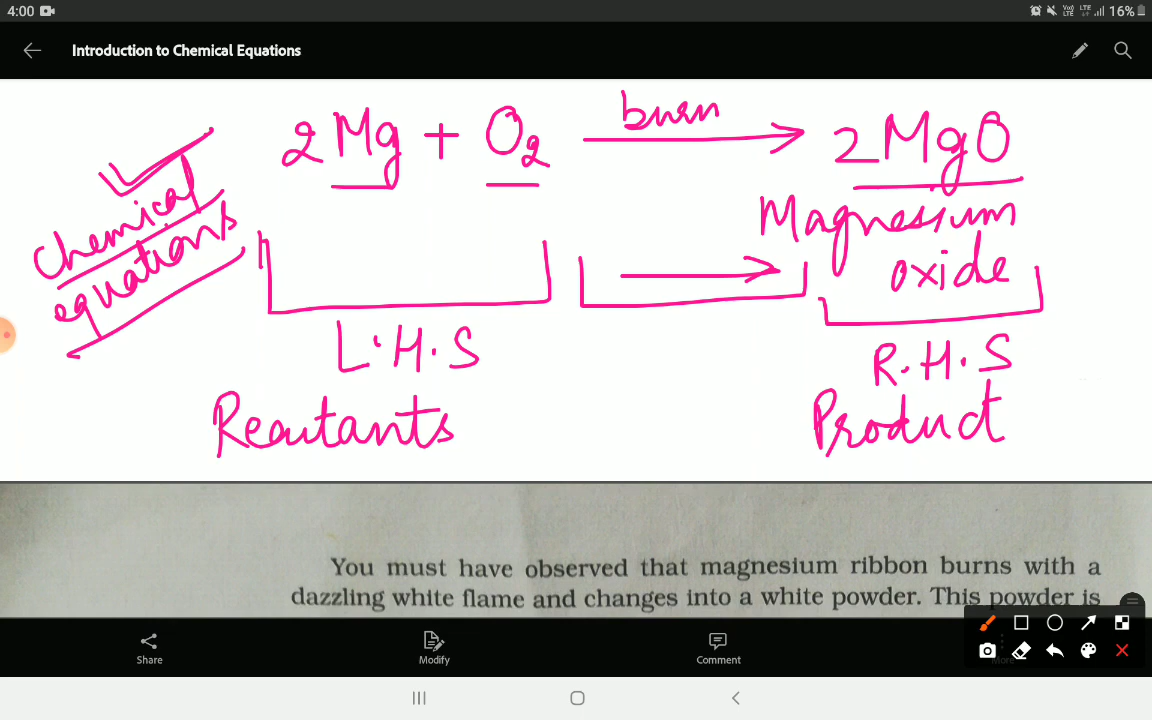 4:00 16%
Introduction to Chemical Equations
2Mg + O2 burn 2MgO
Chemical
equations
Magnesium
oxide
L.H.S
R.H.S
Reautants
Product
You must have observed that magnesium ribbon burns with a
dazzling white flame and changes into a white powder. This powder is
Share Modify Comment